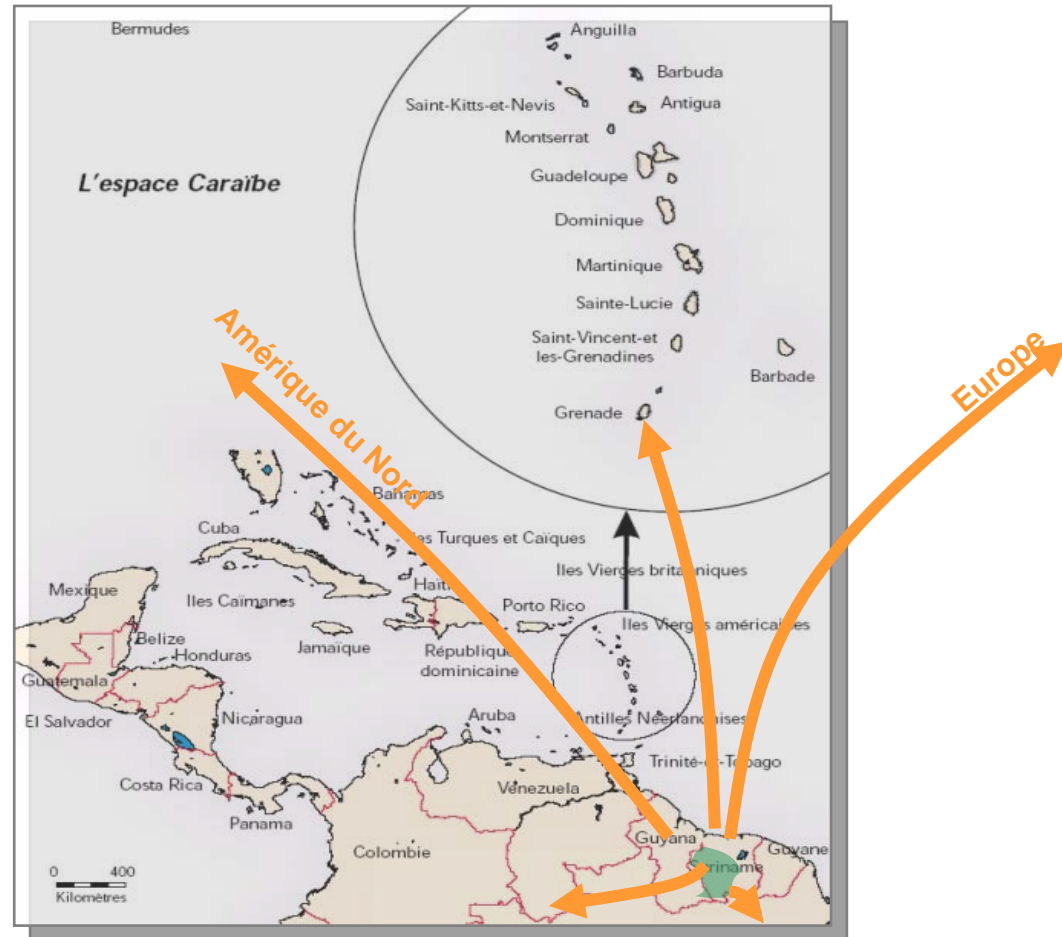 Bermudes
Anguilla
Barbuda
Saint-Kitts-et-Nevis
Antigua
Montserrat
Guadeloupe
L'espace Caraïbe
Dominique
Martinique
Sainte-Lucie
Saint-Vincent-et
les-Grenadines
Barbade
Grenade
Amérique du Nord
Europe
Bahamas
Cuba
Iles Turques et Caïques
Iles Vierges britanniques
Mexique
Haïti
Iles Caïmanes
Porto Rico
Iles Vierges américaines
Belize
Jamaïque
République
dominicaine
Honduras
Guatemala
El Salvador
Nicaragua
Aruba
Antilles Néerlandaises
Trinité-et-Tobago
Costa Rica
Venezuela
Panama
Guyana
Guyane
Colombie
Suriname
0 400
Kilomètres